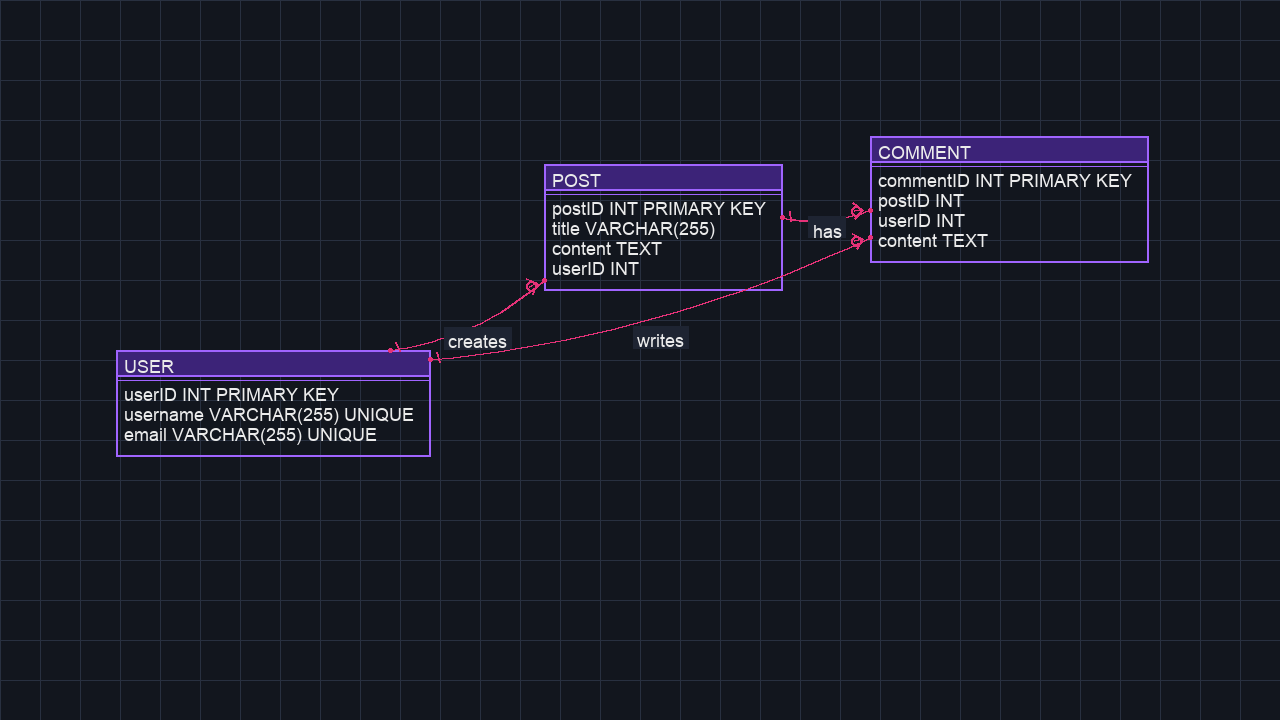 COMMENT
commentID INT PRIMARY KEY
postID INT
userID INT
content TEXT
POST
postID INT PRIMARY KEY
title VARCHAR(255)
content TEXT
userID INT
has
creates
writes
USER
userID INT PRIMARY KEY
username VARCHAR(255) UNIQUE
email VARCHAR(255) UNIQUE